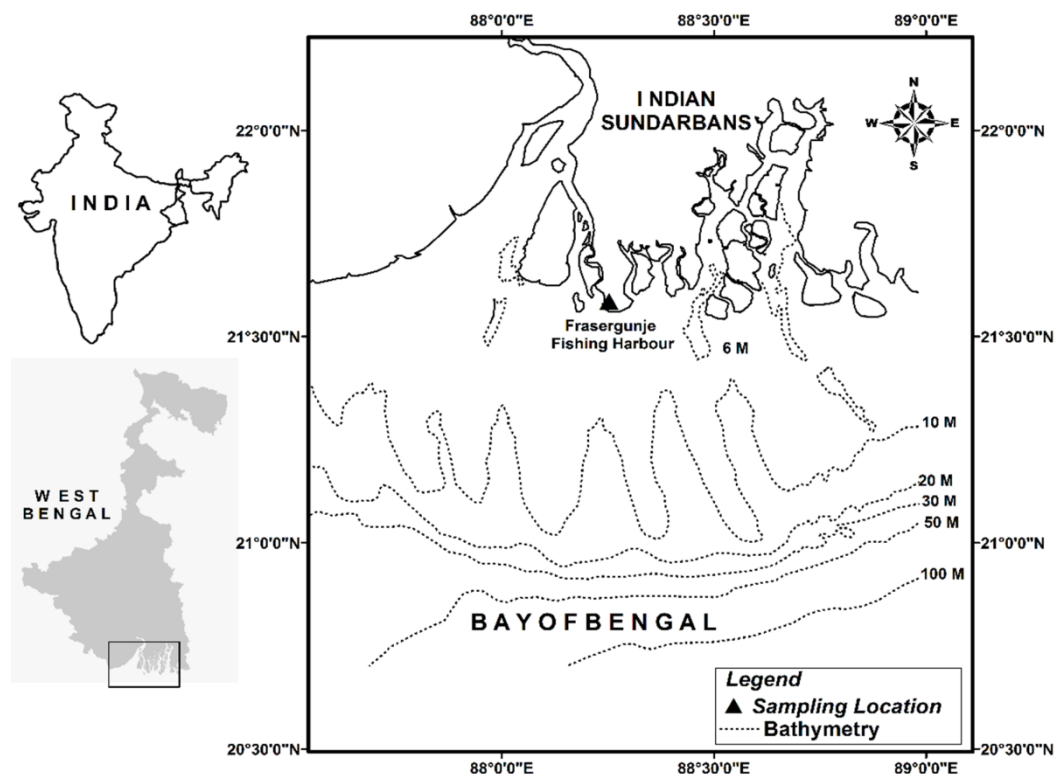 88°0'0"E 88°30'0"E 89°0'0"E
INDIAN
SUNDARBANS
N
W E
S
22°0'0"N 22°0'0"N
INDIA
Frasergunje
Fishing Harbour
6 M
21°30'0"N 21°30'0"N
10 M
WEST
BENGAL
20 M
30 M
50 M
21°0'0"N 21°0'0"N
100 M
BAYOFBENGAL
Legend
Sampling Location
Bathymetry
20°30'0"N 20°30'0"N
88°0'0"E 88°30'0"E 89°0'0"E